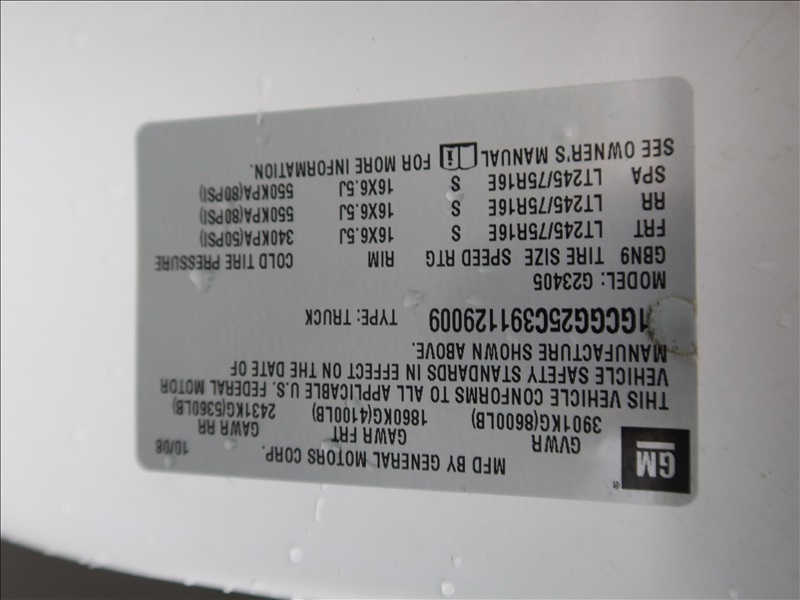 GM
MFD BY GENERAL MOTORS CORP. 10/08
GVWR GAWR FRT GAWR RR
3901KG(8600LB) 1860KG(4100LB) 2431KG(5360LB)
THIS VEHICLE CONFORMS TO ALL APPLICABLE U.S. FEDERAL MOTOR
VEHICLE SAFETY STANDARDS IN EFFECT ON THE DATE OF
MANUFACTURE SHOWN ABOVE.
1GCGG25C391129009 TYPE: TRUCK
MODEL: G23405
GBN9 TIRE SIZE SPEED RTG RIM COLD TIRE PRESSURE
FRT LT245/75R16E S 16X6.5J 340KPA(50PSI)
RR LT245/75R16E S 16X6.5J 550KPA(80PSI)
SPA LT245/75R16E S 16X6.5J 550KPA(80PSI)
SEE OWNER'S MANUAL i FOR MORE INFORMATION.